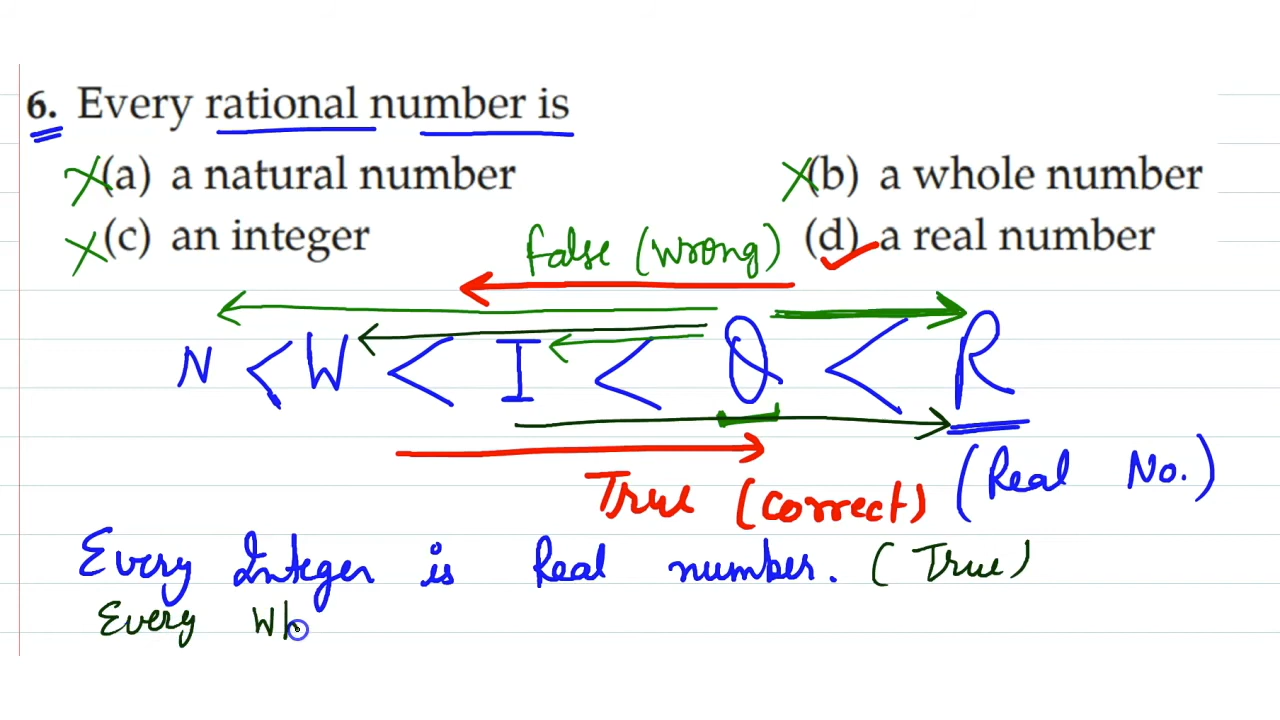 6. Every rational number is
(a) a natural number (b) a whole number
(c) an integer (d) a real number
False (wrong)
N < W < I < Q < R
True (correct) (Real No.)
Every Integer is Real number. (True)
Every Wh